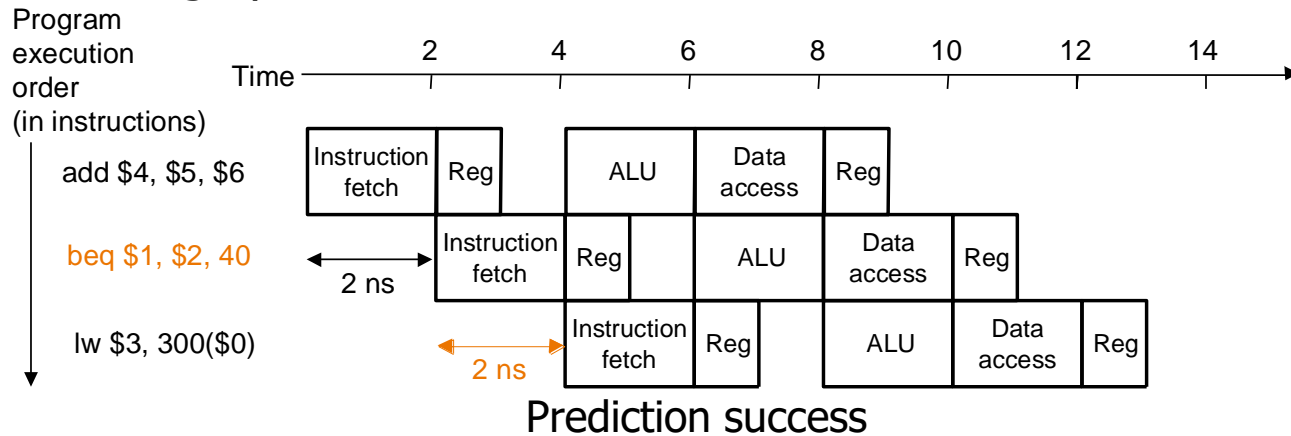 Program
execution
order
(in instructions)
Time
2 4 6 8 10 12 14
add $4, $5, $6
Instruction
fetch
Reg
ALU
Data
access
Reg
beq $1, $2, 40
2 ns
Instruction
fetch
Reg
ALU
Data
access
Reg
lw $3, 300($0)
2 ns
Instruction
fetch
Reg
ALU
Data
access
Reg
Prediction success